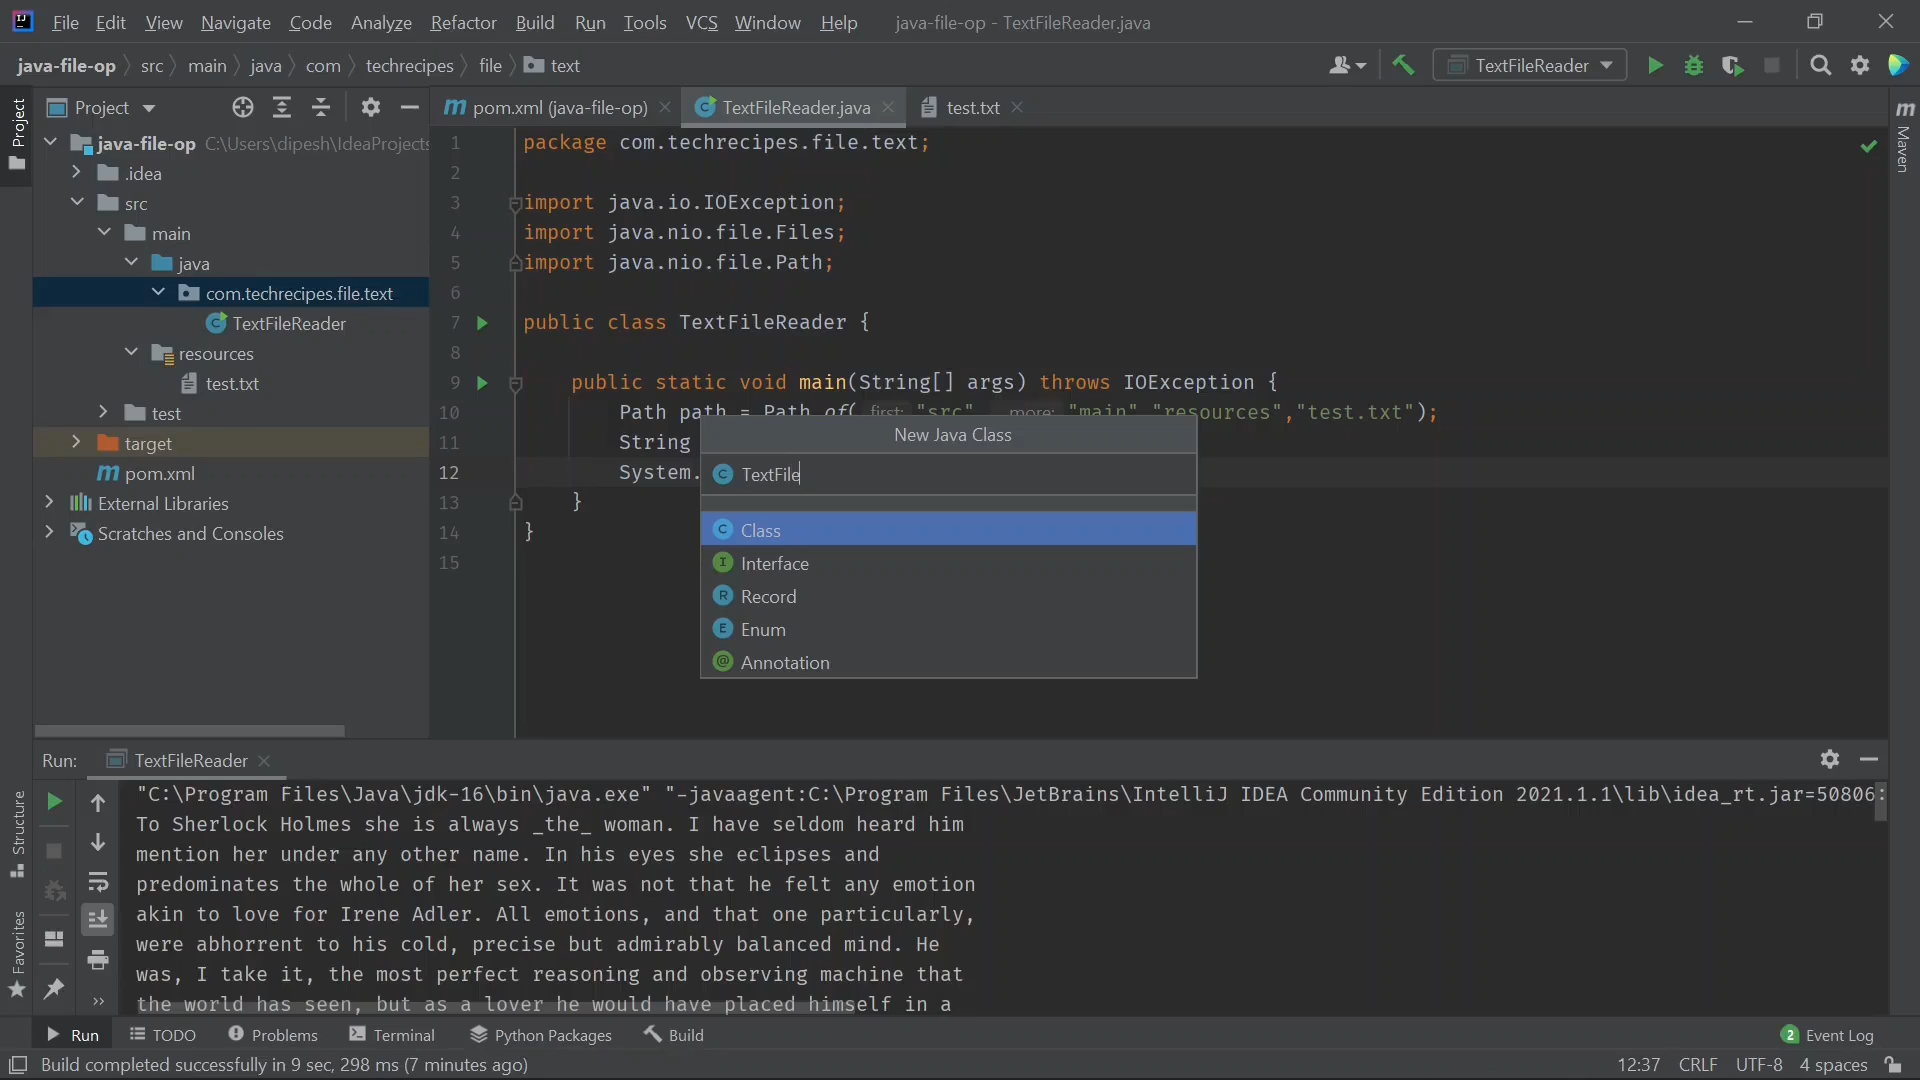 File Edit View Navigate Code Analyze Refactor Build Run Tools VCS Window Help java-file-op - TextFileReader.java
java-file-op src main java com techrecipes file text TextFileReader
Project
pom.xml (java-file-op) TextFileReader.java test.txt
Project
Maven
java-file-op C:\Users\dipesh\IdeaProjects
.idea
src
main
java
com.techrecipes.file.text
TextFileReader
resources
test.txt
test
target
pom.xml
External Libraries
Scratches and Consoles
1 package com.techrecipes.file.text;
2
3 import java.io.IOException;
4 import java.nio.file.Files;
5 import java.nio.file.Path;
6
7 public class TextFileReader {
8
9 public static void main(String[] args) throws IOException {
10 Path path = Path.of( first: "src", more: "main","resources","test.txt");
11 String
12 System.
13 }
14 }
15
New Java Class
TextFile
Class
Interface
Record
Enum
Annotation
Run: TextFileReader
Structure
Favorites
"C:\Program Files\Java\jdk-16\bin\java.exe" "-javaagent:C:\Program Files\JetBrains\IntelliJ IDEA Community Edition 2021.1.1\lib\idea_rt.jar=50806:
To Sherlock Holmes she is always _the_ woman. I have seldom heard him
mention her under any other name. In his eyes she eclipses and
predominates the whole of her sex. It was not that he felt any emotion
akin to love for Irene Adler. All emotions, and that one particularly,
were abhorrent to his cold, precise but admirably balanced mind. He
was, I take it, the most perfect reasoning and observing machine that
the world has seen, but as a lover he would have placed himself in a
Run TODO Problems Terminal Python Packages Build 2 Event Log
Build completed successfully in 9 sec, 298 ms (7 minutes ago) 12:37 CRLF UTF-8 4 spaces